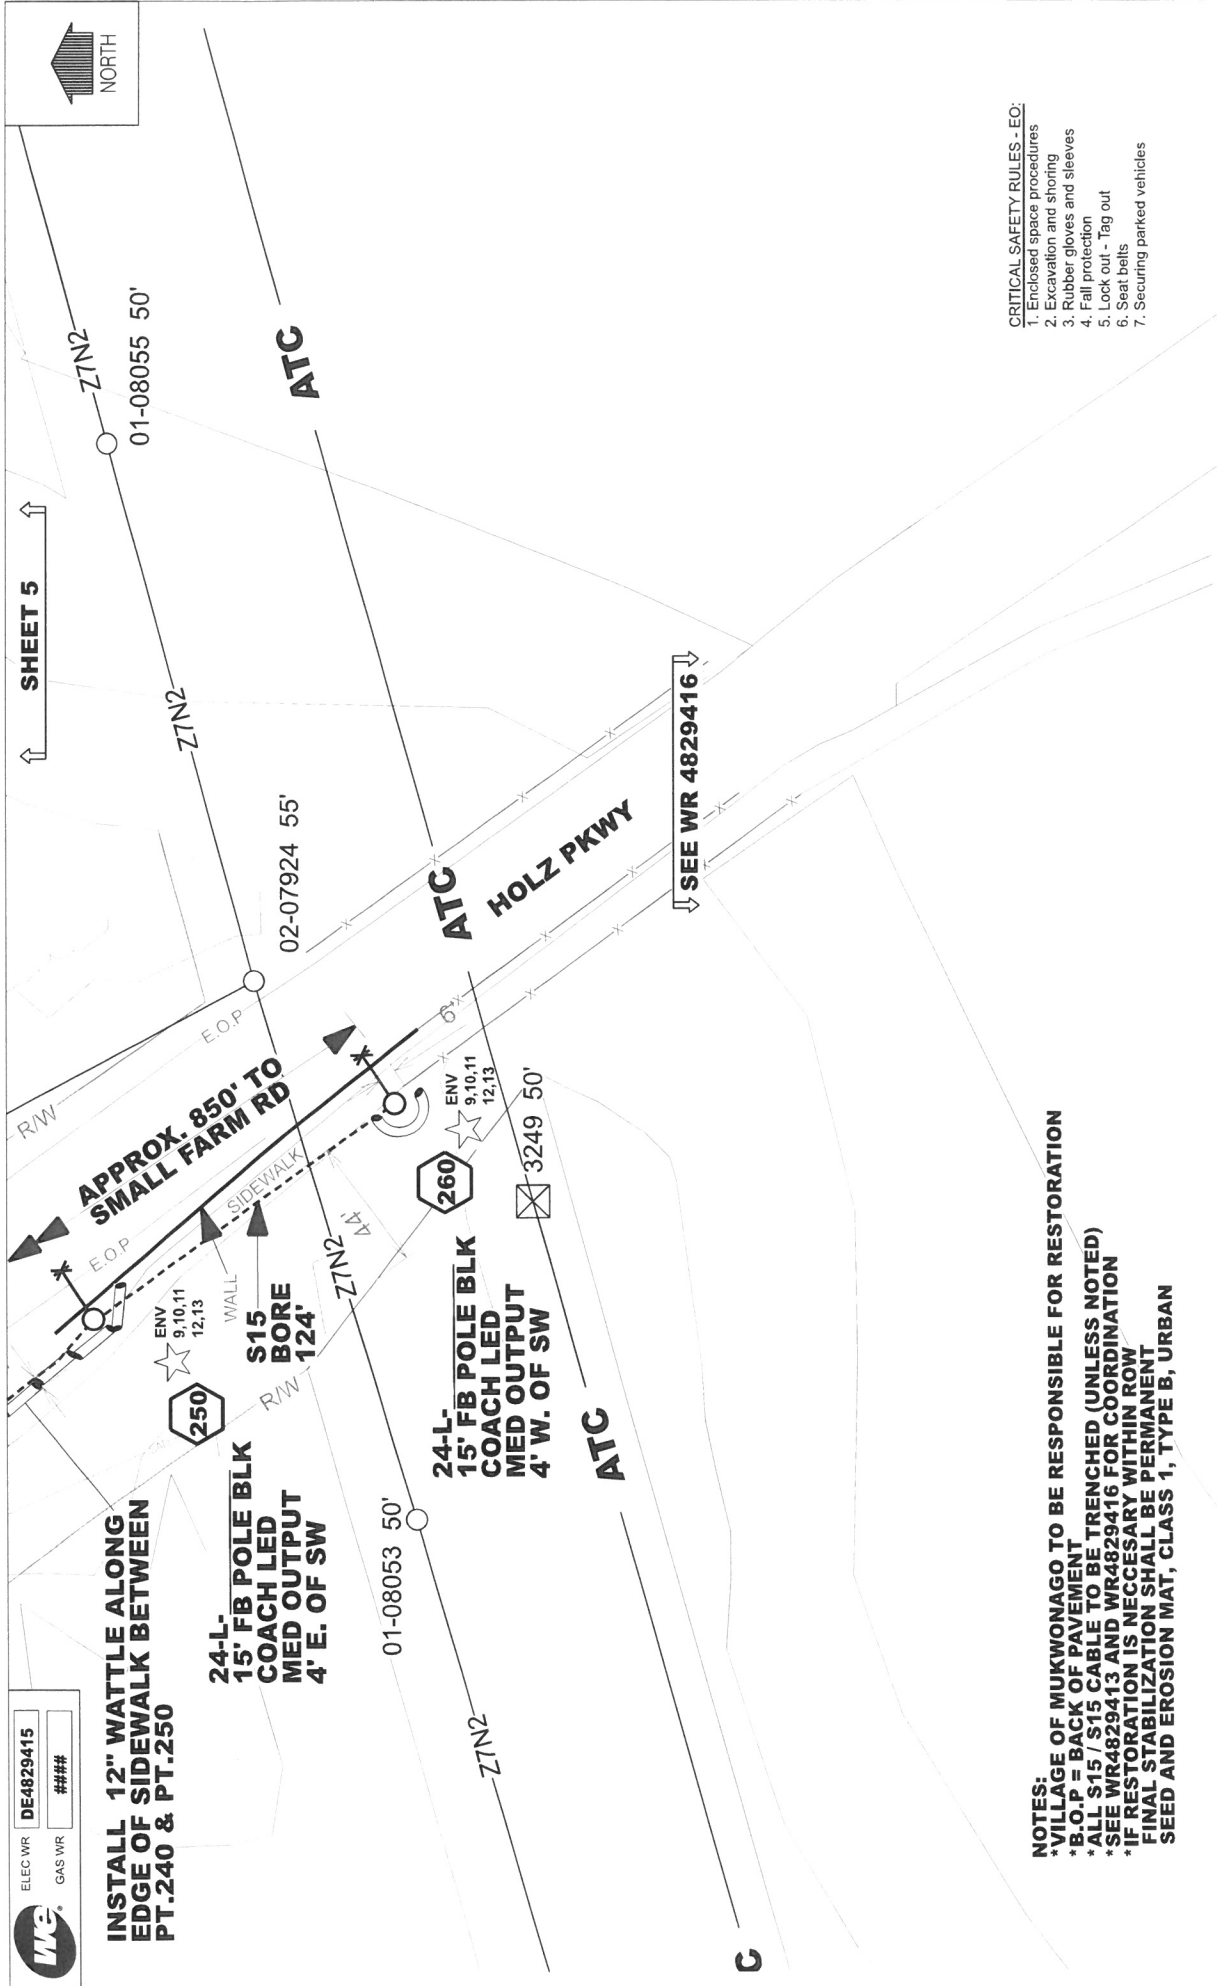 We
ELEC WR DE4829415
GAS WR ####
SHEET 5
NORTH
INSTALL 12" WATTLE ALONG
EDGE OF SIDEWALK BETWEEN
PT.240 & PT.250
R/W
E.O.P
APPROX. 850' TO
SMALL FARM RD
E.O.P
Z7N2
01-08055 50'
Z7N2
02-07924 55'
ATC
ENV
9,10,11
12,13
250
WALL
SIDEWALK
S15
BORE
124'
R/W
24-L-
15' FB POLE BLK
COACH LED
MED OUTPUT
4' E. OF SW
Z7N2
44'
01-08053 50'
Z7N2
6'
ENV
9,10,11
12,13
260
24-L-
15' FB POLE BLK
COACH LED
MED OUTPUT
4' W. OF SW
3249 50'
ATC
HOLZ PKWY
ATC
C
SEE WR 4829416
CRITICAL SAFETY RULES - EO:
1. Enclosed space procedures
2. Excavation and shoring
3. Rubber gloves and sleeves
4. Fall protection
5. Lock out - Tag out
6. Seat belts
7. Securing parked vehicles
NOTES:
*VILLAGE OF MUKWONAGO TO BE RESPONSIBLE FOR RESTORATION
*B.O.P = BACK OF PAVEMENT
*ALL S15 / S15 CABLE TO BE TRENCHED (UNLESS NOTED)
*SEE WR4829413 AND WR4829416 FOR COORDINATION
*IF RESTORATION IS NECCESARY WITHIN ROW
FINAL STABILIZATION SHALL BE PERMANENT
SEED AND EROSION MAT, CLASS 1, TYPE B, URBAN